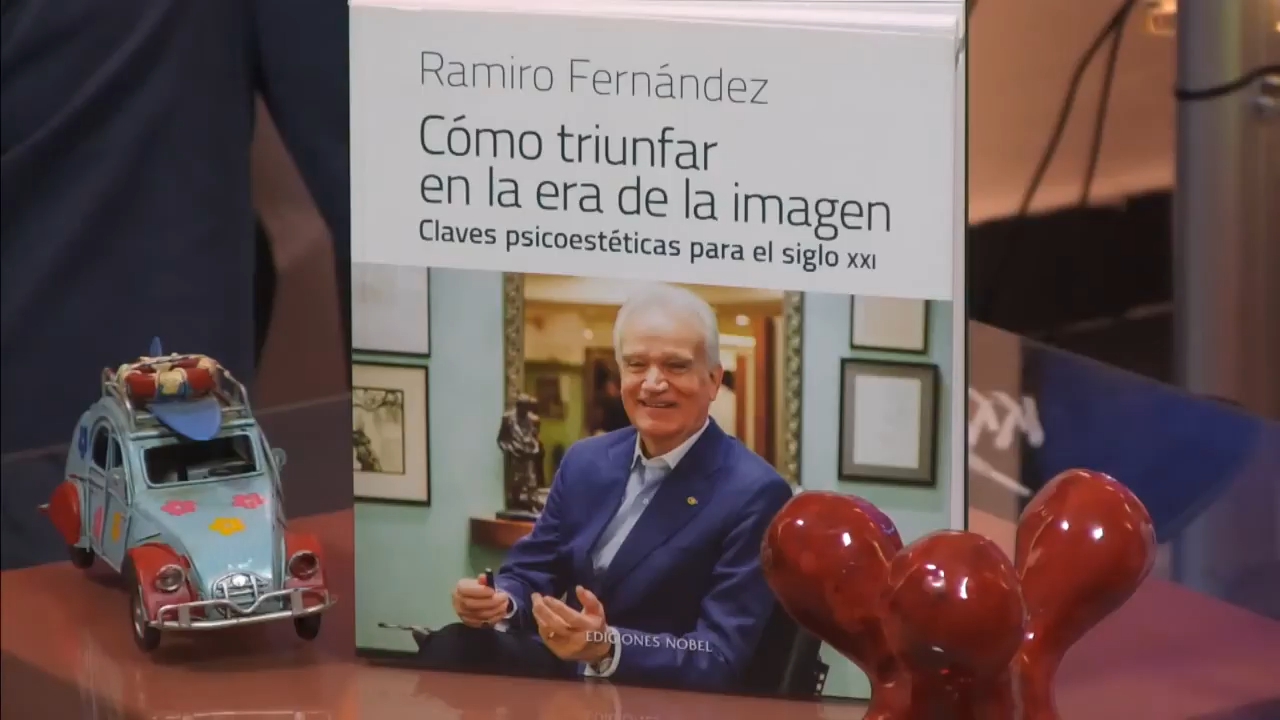 Ramiro Fernández
Cómo triunfar
en la era de la imagen
Claves psicoestéticas para el siglo XXI
EDICIONES NOBEL